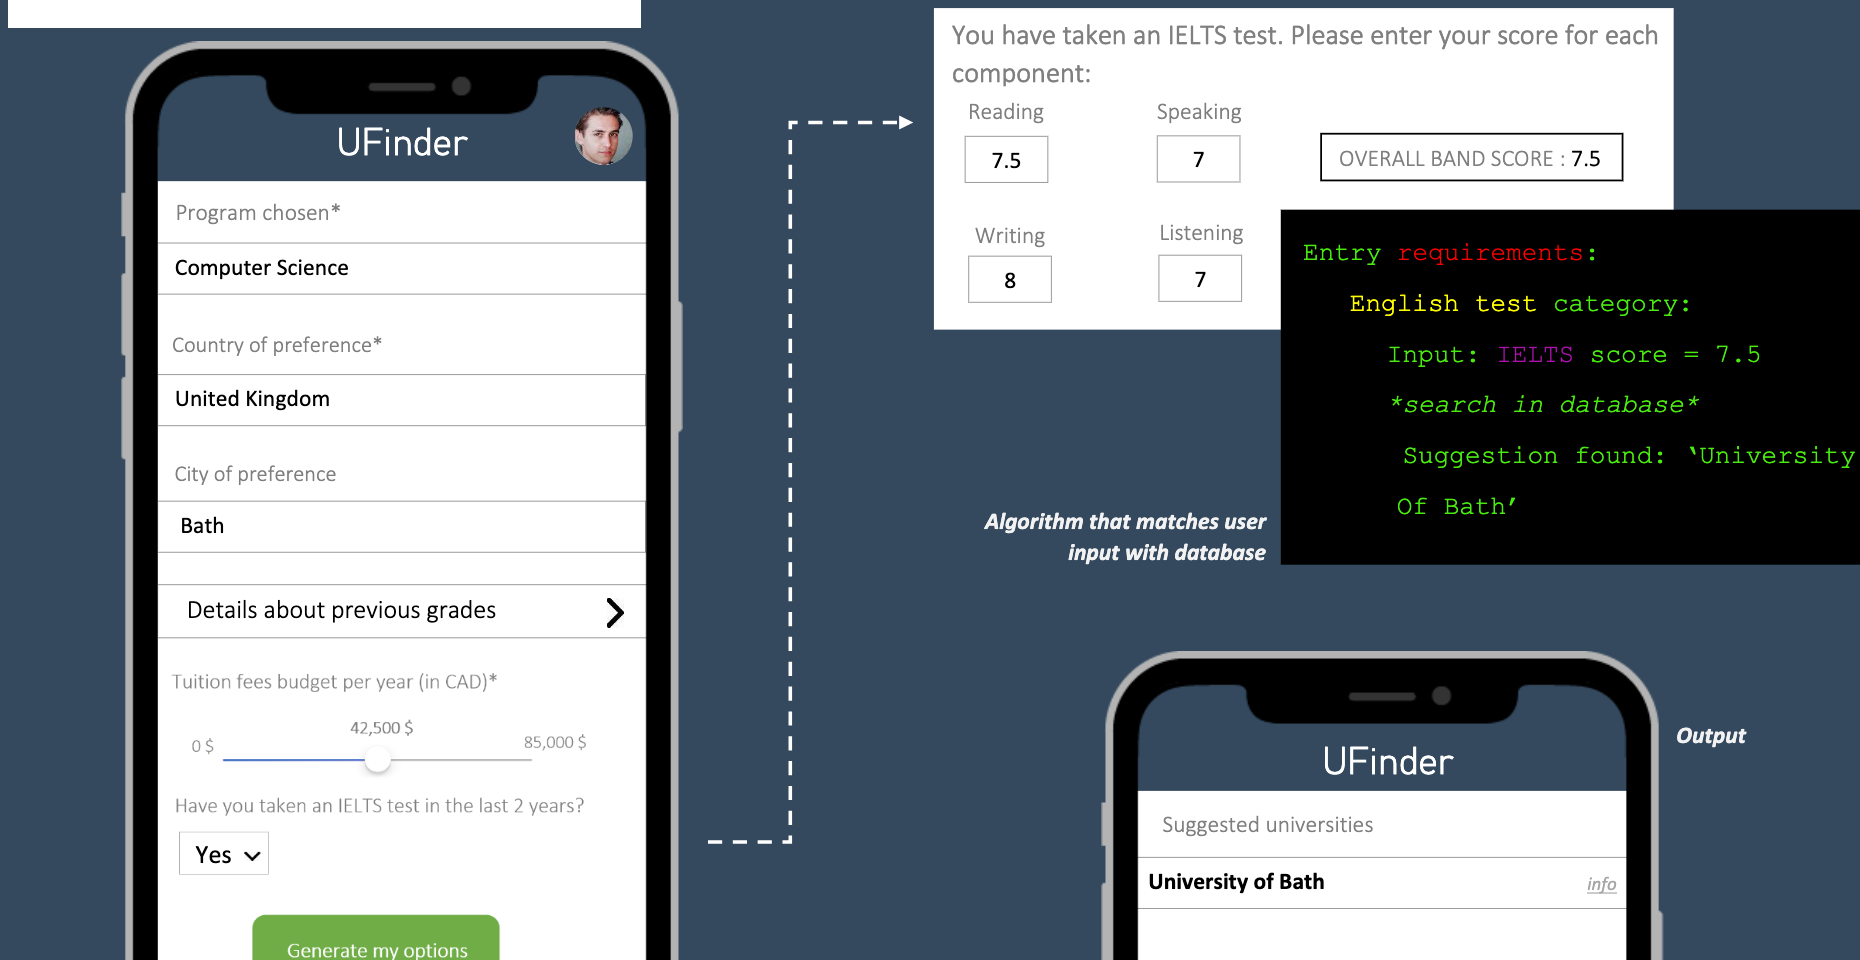 UFinder
Program chosen*
Computer Science
Country of preference*
United Kingdom
City of preference
Bath
Details about previous grades
Tuition fees budget per year (in CAD)*
0 $
42,500 $
85,000 $
Have you taken an IELTS test in the last 2 years?
Yes
Generate my options
You have taken an IELTS test. Please enter your score for each
component:
Reading
Speaking
7.5
7
OVERALL BAND SCORE : 7.5
Writing
Listening
8
7
Entry requirements:
English test category:
Input: IELTS score = 7.5
*search in database*
Suggestion found: ‘University
Of Bath’
Algorithm that matches user
input with database
Output
UFinder
Suggested universities
University of Bath
info